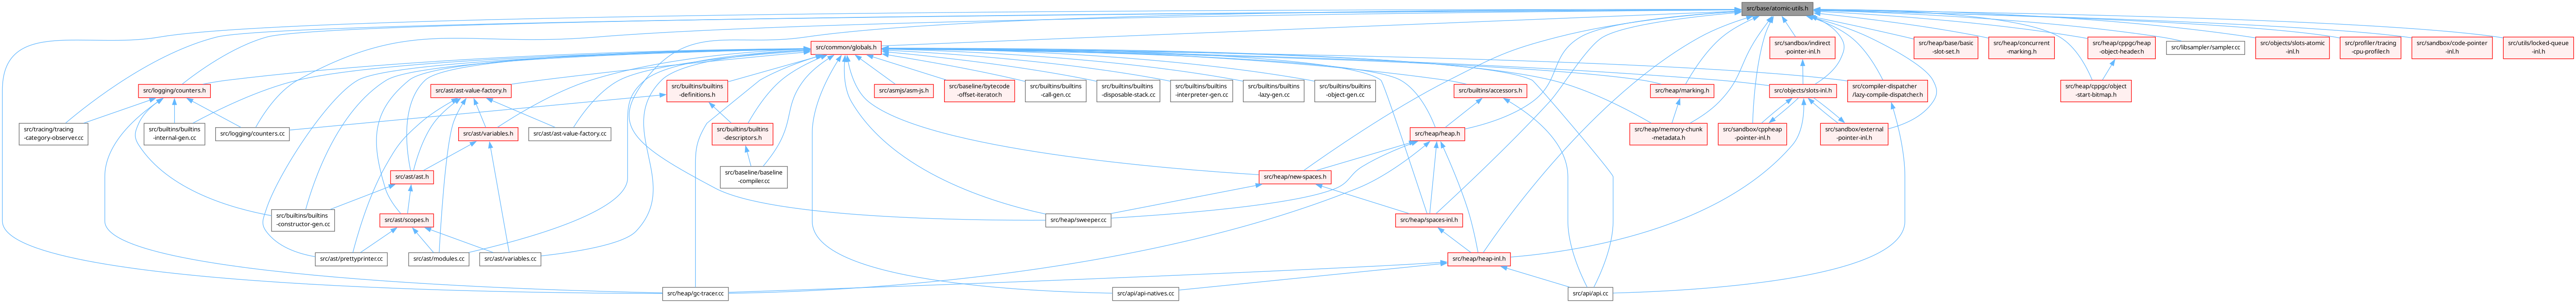 src/base/atomic-utils.h
src/common/globals.h
src/sandbox/indirect
-pointer-inl.h
src/heap/base/basic
-slot-set.h
src/heap/concurrent
-marking.h
src/heap/cppgc/heap
-object-header.h
src/libsampler/sampler.cc
src/objects/slots-atomic
-inl.h
src/profiler/tracing
-cpu-profiler.h
src/sandbox/code-pointer
-inl.h
src/utils/locked-queue
-inl.h
src/logging/counters.h
src/ast/ast-value-factory.h
src/builtins/builtins
-definitions.h
src/asmjs/asm-js.h
src/baseline/bytecode
-offset-iterator.h
src/builtins/builtins
-call-gen.cc
src/builtins/builtins
-disposable-stack.cc
src/builtins/builtins
-interpreter-gen.cc
src/builtins/builtins
-lazy-gen.cc
src/builtins/builtins
-object-gen.cc
src/builtins/accessors.h
src/heap/marking.h
src/objects/slots-inl.h
src/compiler-dispatcher
/lazy-compile-dispatcher.h
src/heap/cppgc/object
-start-bitmap.h
src/tracing/tracing
-category-observer.cc
src/builtins/builtins
-internal-gen.cc
src/logging/counters.cc
src/ast/variables.h
src/ast/ast-value-factory.cc
src/builtins/builtins
-descriptors.h
src/heap/heap.h
src/heap/memory-chunk
-metadata.h
src/sandbox/cppheap
-pointer-inl.h
src/sandbox/external
-pointer-inl.h
src/ast/ast.h
src/baseline/baseline
-compiler.cc
src/heap/new-spaces.h
src/builtins/builtins
-constructor-gen.cc
src/ast/scopes.h
src/heap/sweeper.cc
src/heap/spaces-inl.h
src/ast/prettyprinter.cc
src/ast/modules.cc
src/ast/variables.cc
src/heap/heap-inl.h
src/heap/gc-tracer.cc
src/api/api-natives.cc
src/api/api.cc